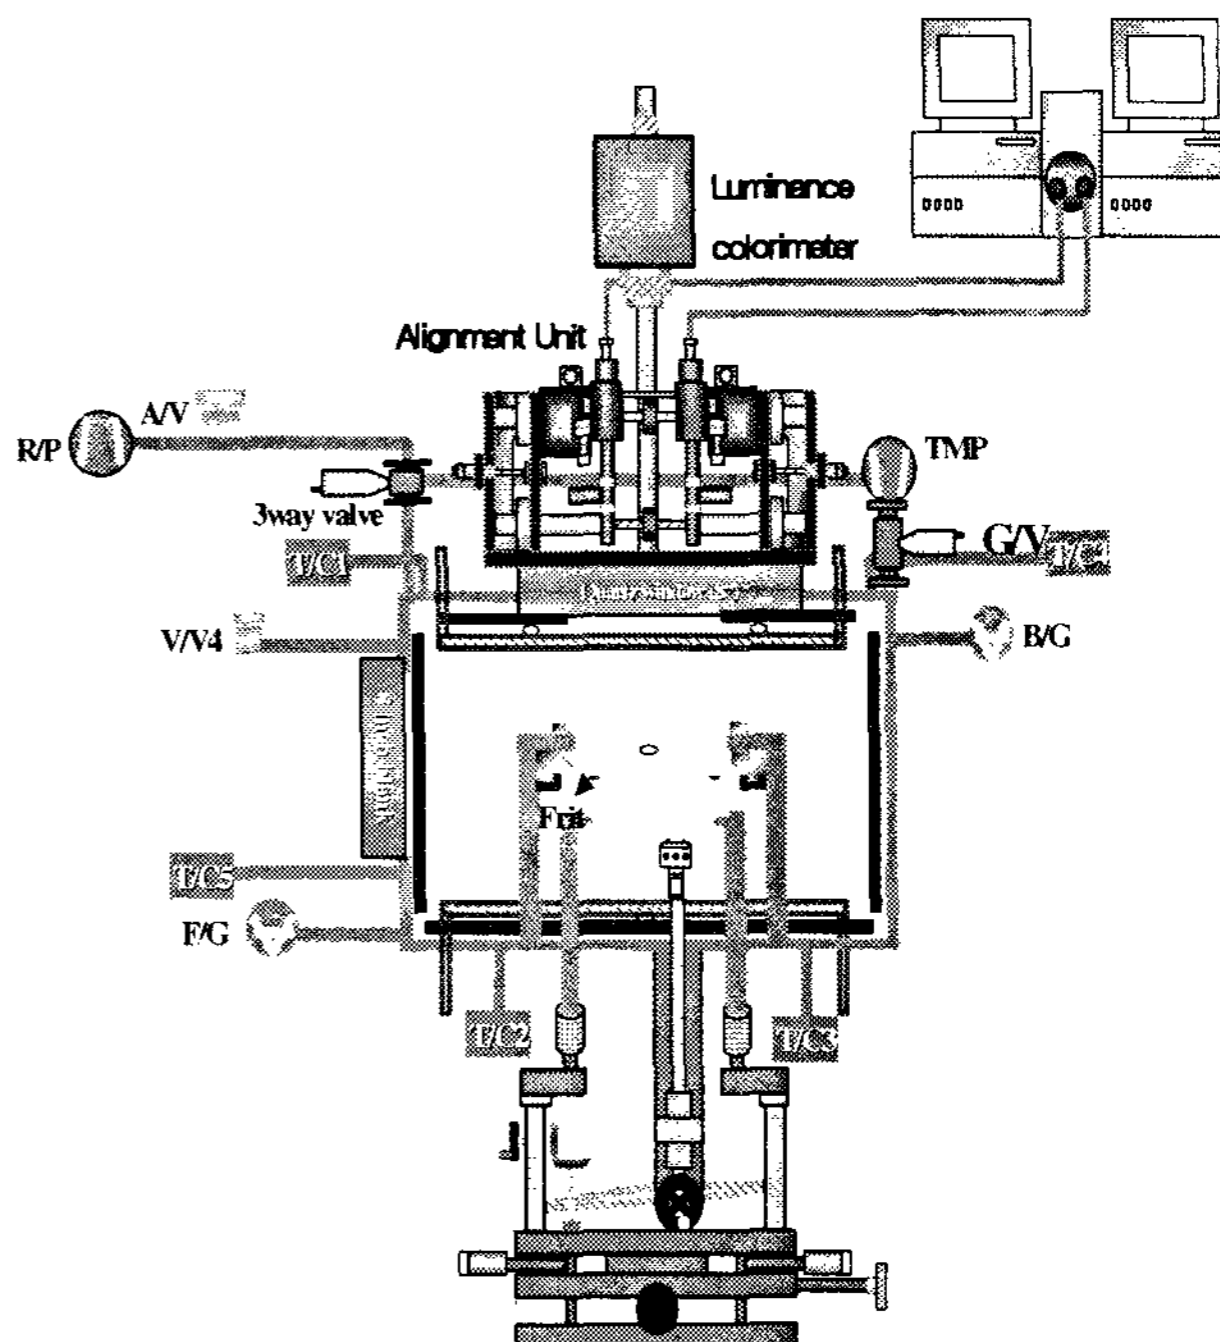 Luminance
colorimeter
Alignment Unit
A/V
R/P
TMP
3way valve
G/V
T/C1
V/V4
B/G
Frit
T/C5
F/G
T/C2
T/C3